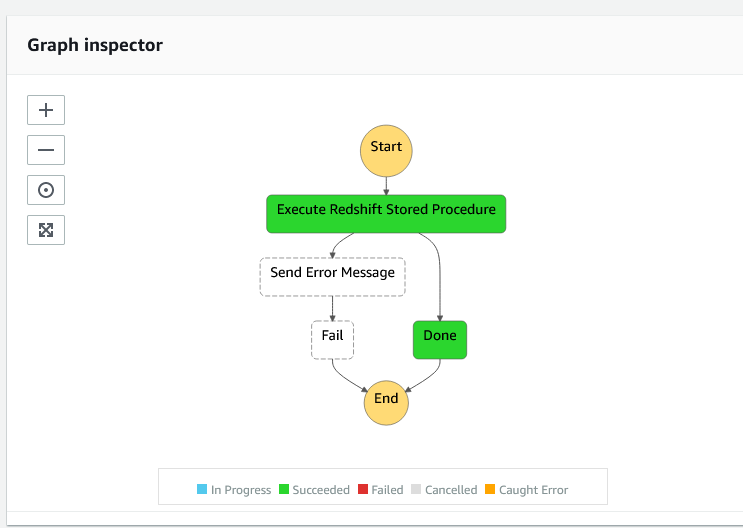 Graph inspector
Start
Execute Redshift Stored Procedure
Send Error Message
Fail
Done
End
In Progress Succeeded Failed Cancelled Caught Error